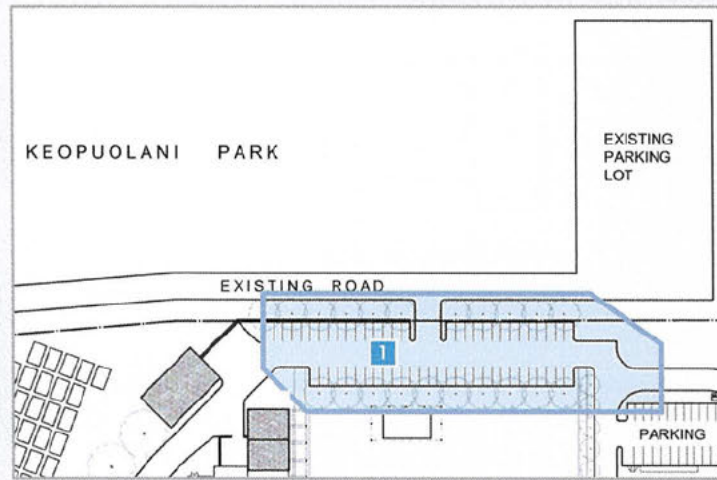 KEOPUOLANI PARK
EXISTING
PARKING
LOT
EXISTING ROAD
1
PARKING